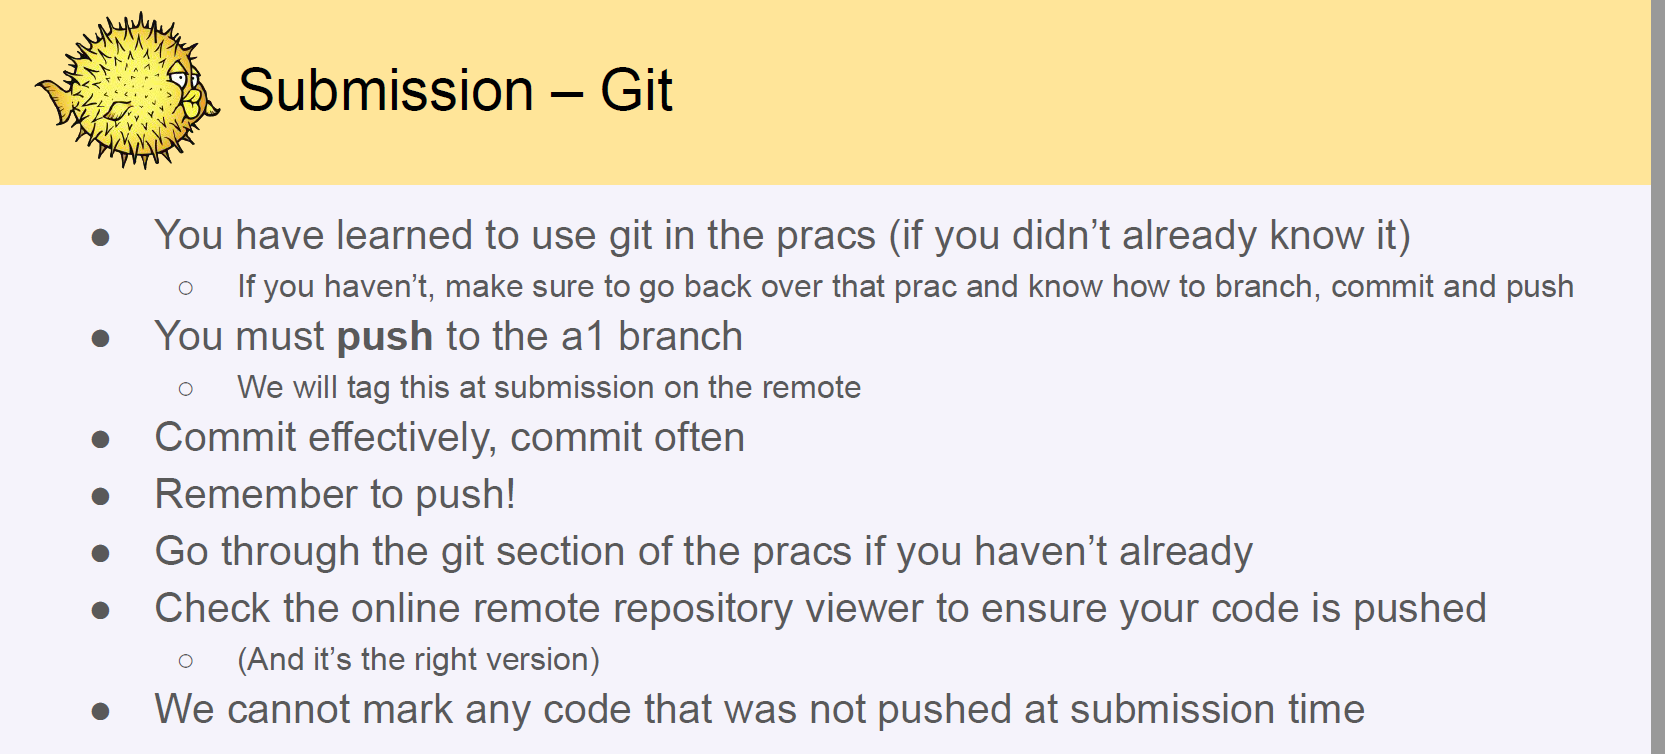 Submission – Git
● You have learned to use git in the pracs (if you didn’t already know it)
○ If you haven’t, make sure to go back over that prac and know how to branch, commit and push
● You must push to the a1 branch
○ We will tag this at submission on the remote
● Commit effectively, commit often
● Remember to push!
● Go through the git section of the pracs if you haven’t already
● Check the online remote repository viewer to ensure your code is pushed
○ (And it’s the right version)
● We cannot mark any code that was not pushed at submission time